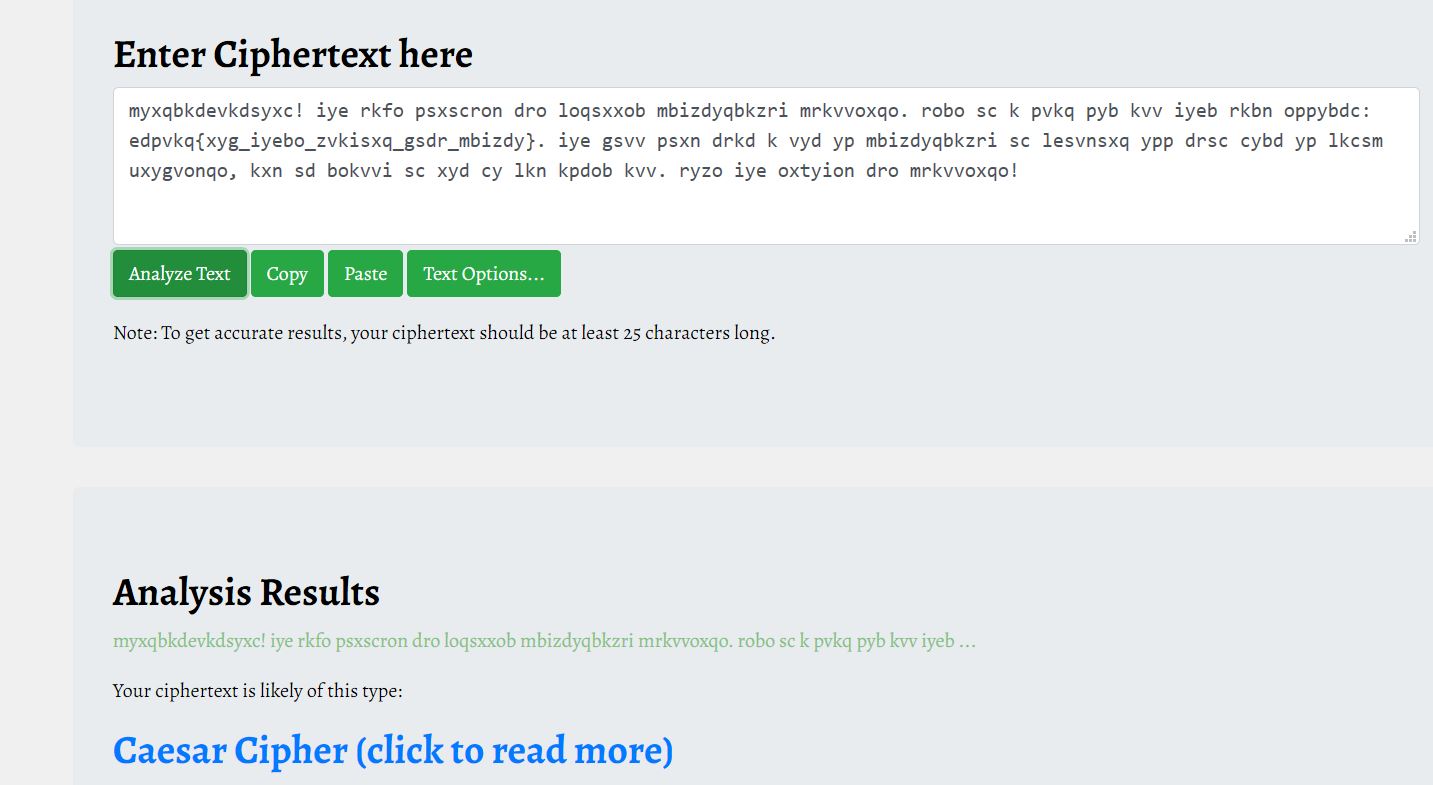 Enter Ciphertext here
myxqbkdevkdsyxc! iye rkfo psxscron dro loqsxxob mbizdyqbkzri mrkvvoxqo. robo sc k pvkq pyb kvv iyeb rkbn oppybdc:
edpvkq{xyg_iyebo_zvkisxq_gsdr_mbizdy}. iye gsvv psxn drkd k vyd yp mbizdyqbkzri sc lesvnsxq ypp drsc cybd yp lkcsm
uxygvonqo, kxn sd bokvvi sc xyd cy lkn kpdob kvv. ryzo iye oxtyion dro mrkvvoxqo!
Analyze Text Copy Paste Text Options...
Note: To get accurate results, your ciphertext should be at least 25 characters long.
Analysis Results
myxqbkdevkdsyxc! iye rkfo psxscron dro loqsxxob mbizdyqbkzri mrkvvoxqo. robo sc k pvkq pyb kvv iyeb ...
Your ciphertext is likely of this type:
Caesar Cipher (click to read more)